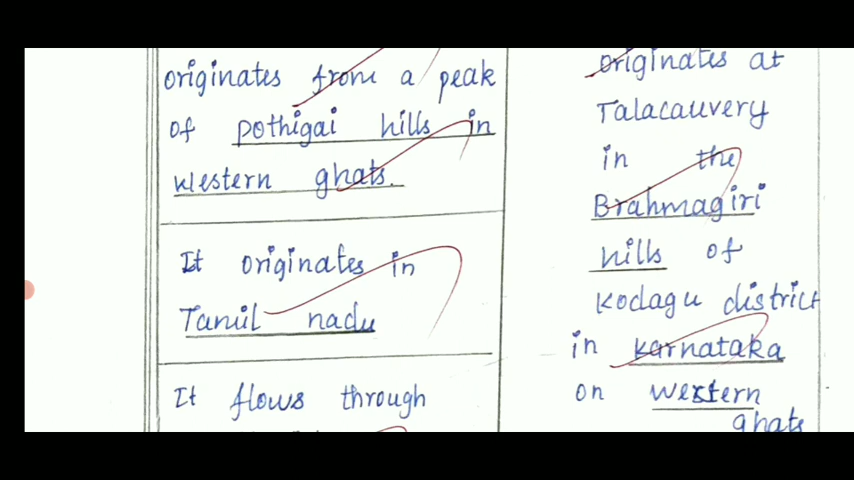 originates from a peak
of pothigai hills in
western ghats.
It originates in
Tamil nadu
It flows through
originates at
Talacauvery
in the
Brahmagiri
hills of
Kodagu district
in karnataka
on western
ghats